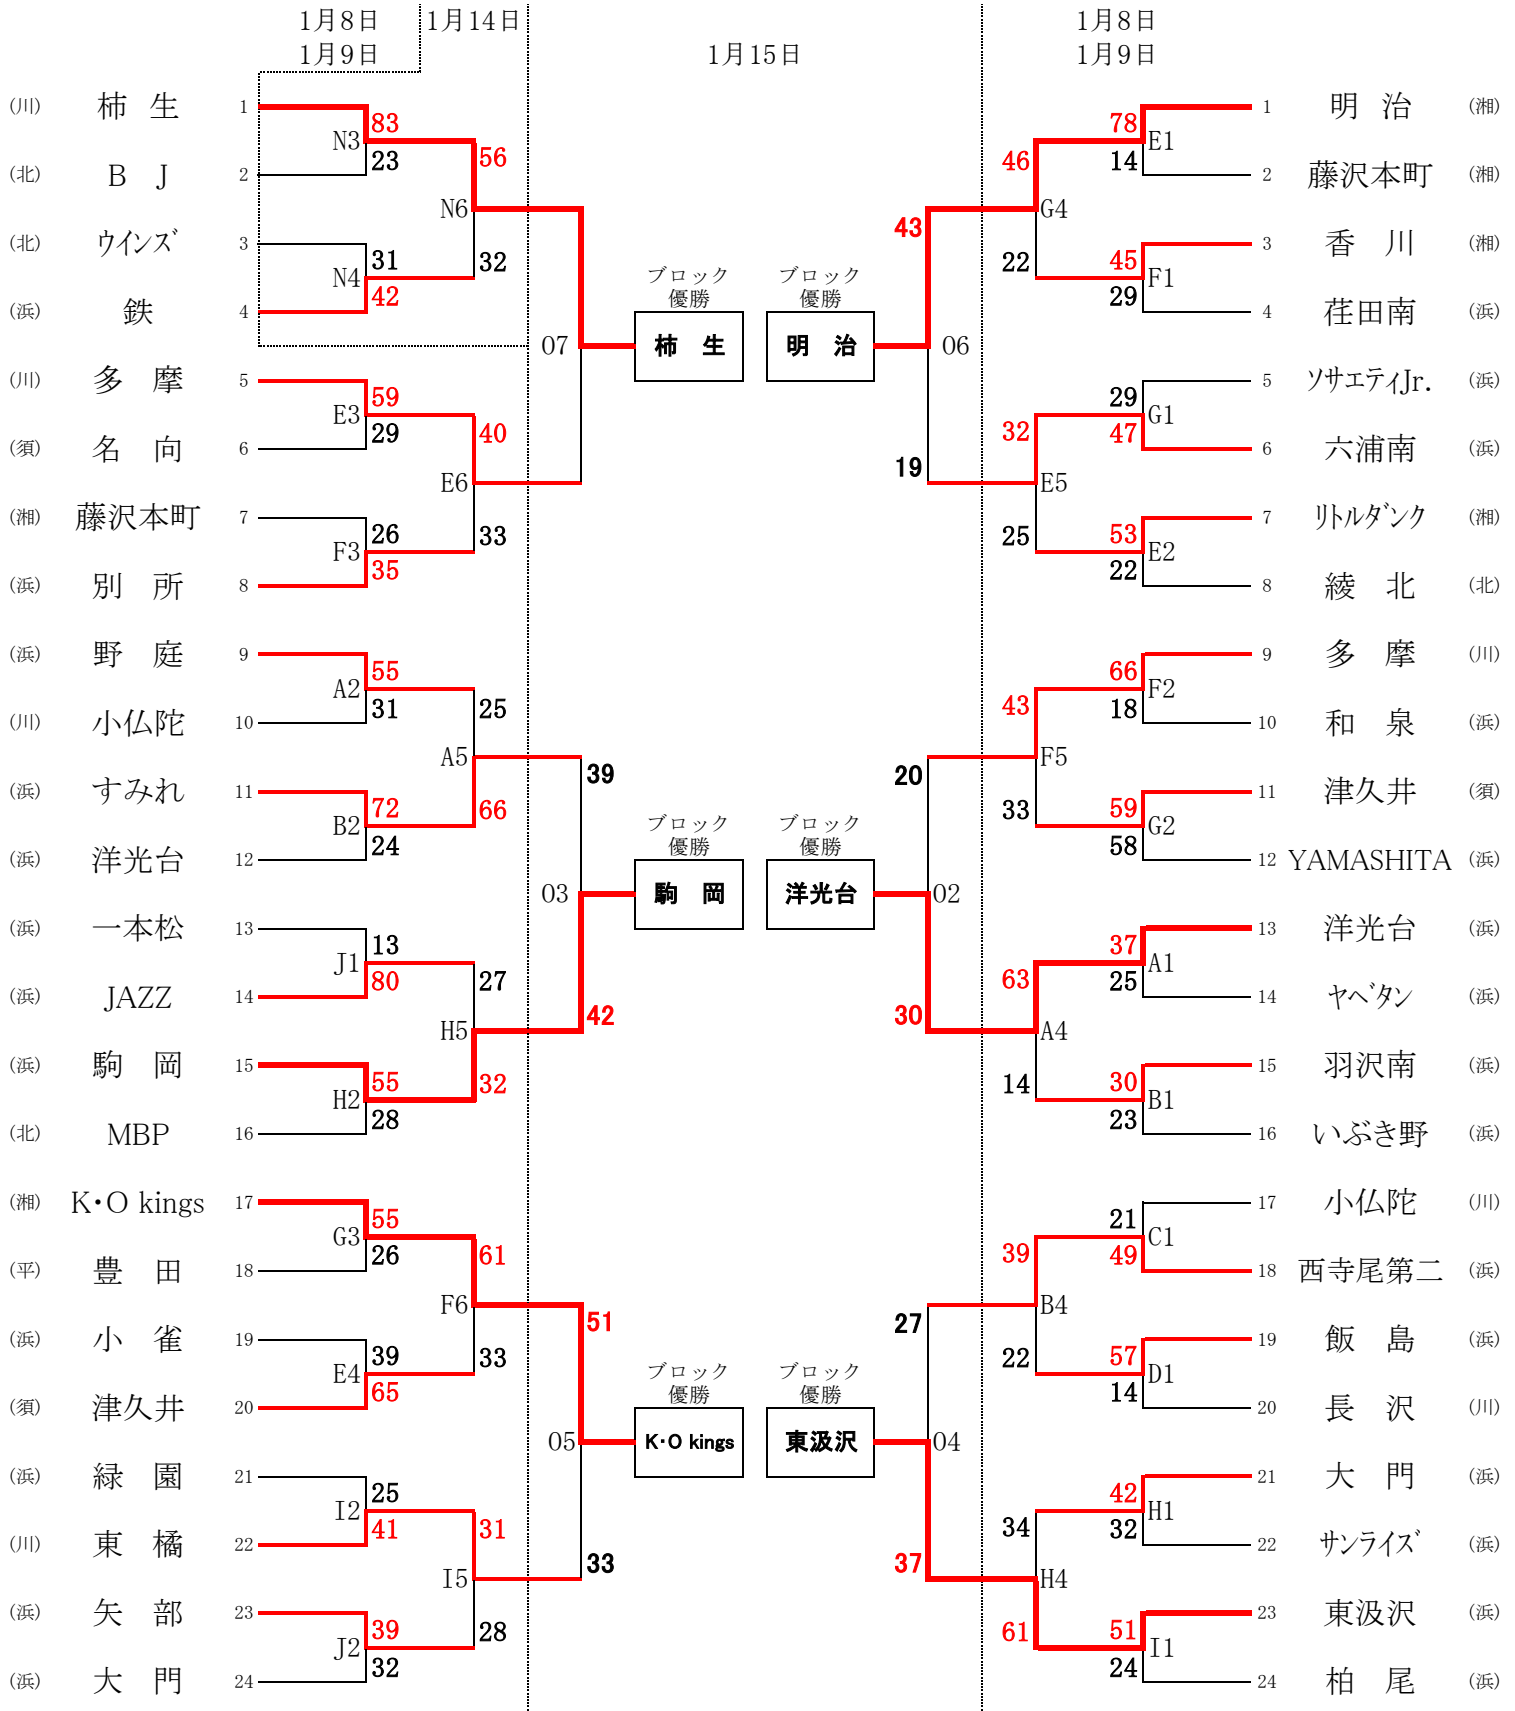 1月8日 1月14日 1月8日
1月9日 1月15日 1月9日
(川) 柿 生 1
(北) B J 2
(北) ウインズ 3
(浜) 鉄 4
(川) 多 摩 5
(須) 名 向 6
(湘) 藤沢本町 7
(浜) 別 所 8
(浜) 野 庭 9
(川) 小仏陀 10
(浜) すみれ 11
(浜) 洋光台 12
(浜) 一本松 13
(浜) JAZZ 14
(浜) 駒 岡 15
(北) MBP 16
(湘) K・O kings 17
(平) 豊 田 18
(浜) 小 雀 19
(須) 津久井 20
(浜) 緑 園 21
(川) 東 橘 22
(浜) 矢 部 23
(浜) 大 門 24
N3 83 23
N4 31 42
E3 59 29
F3 26 35
A2 55 31
B2 72 24
J1 13 80
H2 55 28
G3 55 26
E4 39 65
I2 25 41
J2 39 32
N6 56 32
E6 40 33
A5 25 66
H5 27 32
F6 61 33
I5 31 28
O7
O3 39 42
O5 51 33
ブロック
優勝
柿 生
ブロック
優勝
明 治
ブロック
優勝
駒 岡
ブロック
優勝
洋光台
ブロック
優勝
K・O kings
ブロック
優勝
東汲沢
O6 43 19
O2 20 30
O4 27 37
G4 46 22
E5 32 25
F5 43 33
A4 63 14
B4 39 22
H4 34 61
E1 78 14
F1 45 29
G1 29 47
E2 53 22
F2 66 18
G2 59 58
A1 37 25
B1 30 23
C1 21 49
D1 57 14
H1 42 32
I1 51 24
1 明 治 (湘)
2 藤沢本町 (湘)
3 香 川 (湘)
4 荏田南 (浜)
5 ソサエティJr. (浜)
6 六浦南 (浜)
7 リトルダンク (湘)
8 綾 北 (北)
9 多 摩 (川)
10 和 泉 (浜)
11 津久井 (須)
12 YAMASHITA (浜)
13 洋光台 (浜)
14 ヤベタン (浜)
15 羽沢南 (浜)
16 いぶき野 (浜)
17 小仏陀 (川)
18 西寺尾第二 (浜)
19 飯 島 (浜)
20 長 沢 (川)
21 大 門 (浜)
22 サンライズ (浜)
23 東汲沢 (浜)
24 柏 尾 (浜)